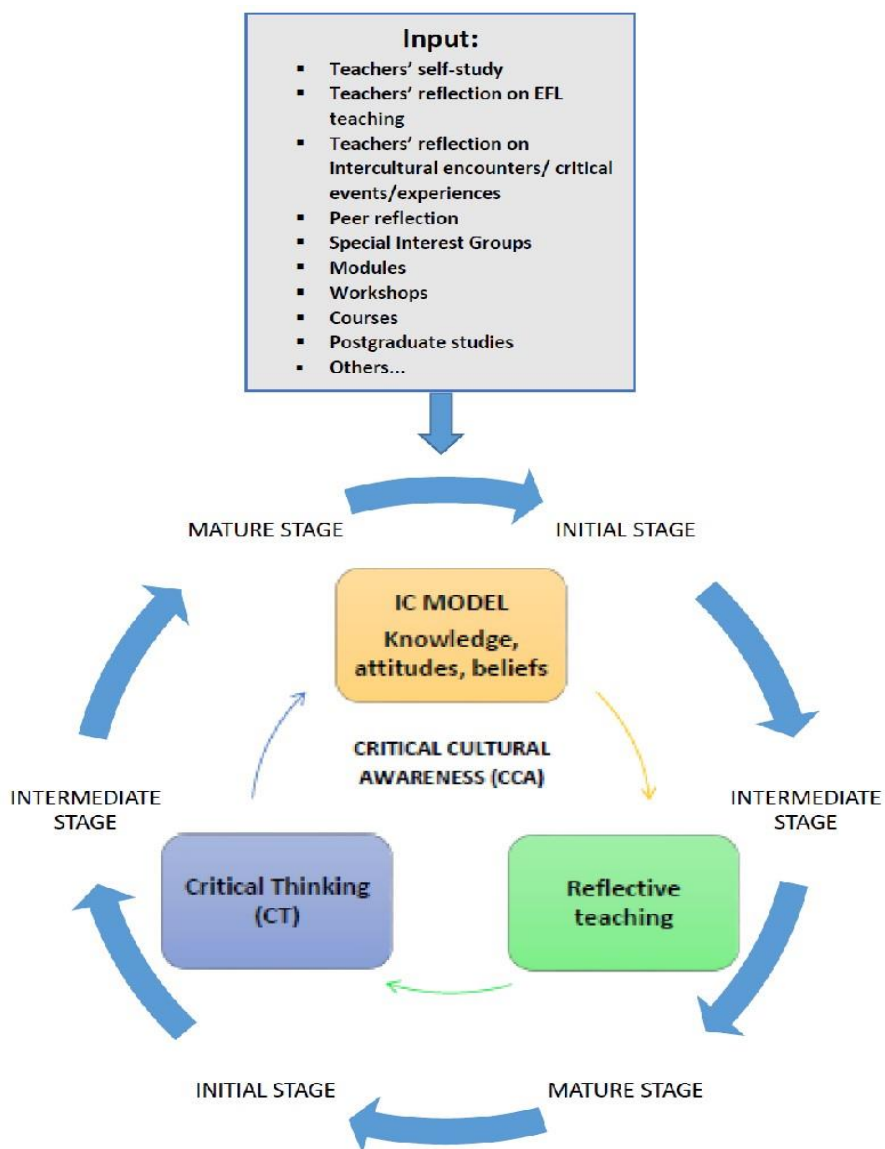 Input:
▪ Teachers' self-study
▪ Teachers' reflection on EFL
teaching
▪ Teachers' reflection on
Intercultural encounters/ critical
events/experiences
▪ Peer reflection
▪ Special Interest Groups
▪ Modules
▪ Workshops
▪ Courses
▪ Postgraduate studies
▪ Others...
MATURE STAGE
INITIAL STAGE
IC MODEL
Knowledge,
attitudes, beliefs
CRITICAL CULTURAL
AWARENESS (CCA)
INTERMEDIATE
STAGE
INTERMEDIATE
STAGE
Critical Thinking
(CT)
Reflective
teaching
INITIAL STAGE
MATURE STAGE